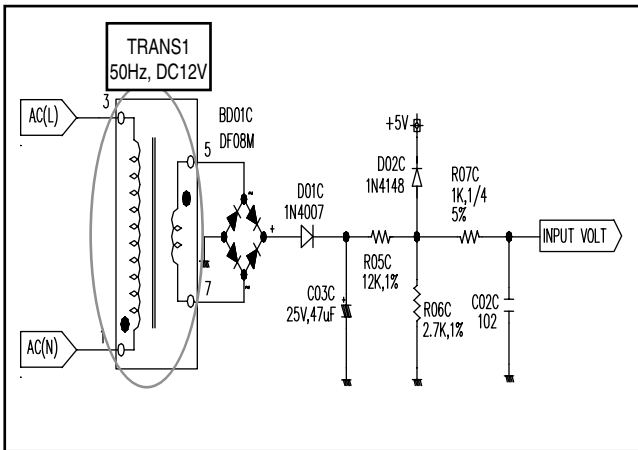 TRANS1
50Hz, DC12V
AC(L)
3
BD01C
DF08M
5
~
+
~
7
1
AC(N)
D01C
1N4007
C03C
25V,47uF
+
R05C
12K,1%
+5V
D02C
1N4148
R06C
2.7K,1%
R07C
1K,1/4
5%
C02C
102
INPUT VOLT